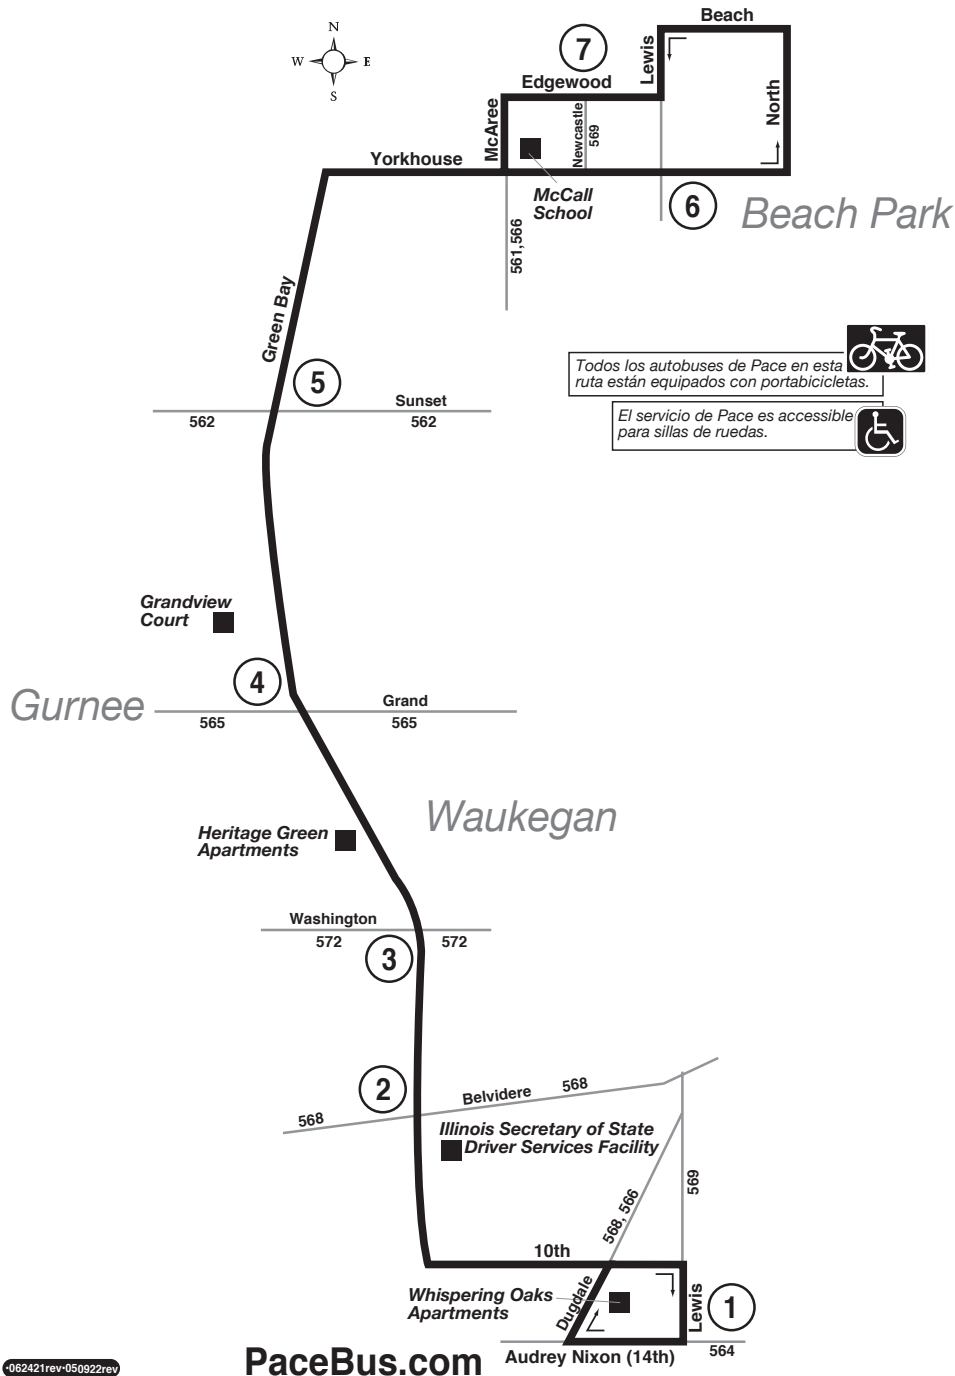 Beach
N
W E
S
7
Lewis
Edgewood
North
McAree
Newcastle
569
Yorkhouse
McCall
School
6
Beach Park
561,566
Green Bay
Todos los autobuses de Pace en esta
ruta están equipados con portabicicletas.
5
Sunset
562 562
El servicio de Pace es accessible
para sillas de ruedas.
Grandview
Court
4
Gurnee
Grand
565 565
Waukegan
Heritage Green
Apartments
Washington
572 572
3
2
Belvidere 568
568
Illinois Secretary of State
Driver Services Facility
569
568, 566
10th
Whispering Oaks
Apartments
Dugdale
Lewis
1
564
Audrey Nixon (14th)
PaceBus.com
•062421rev•050922rev